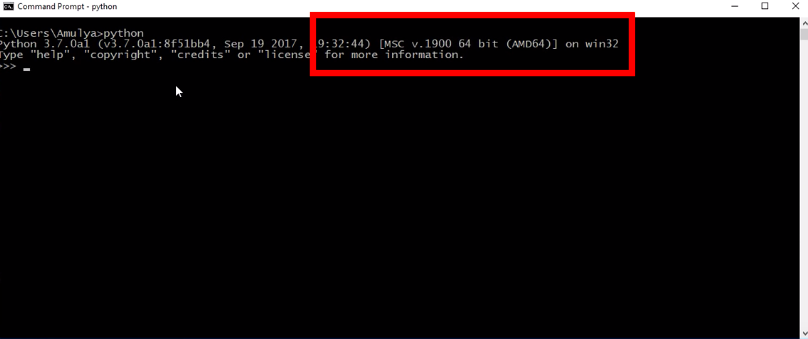 Command Prompt - python
C:\Users\Amulya>python
Python 3.7.0a1 (v3.7.0a1:8f51bb4, Sep 19 2017, 9:32:44) [MSC v.1900 64 bit (AMD64)] on win32
Type "help", "copyright", "credits" or "license" for more information.
>>>